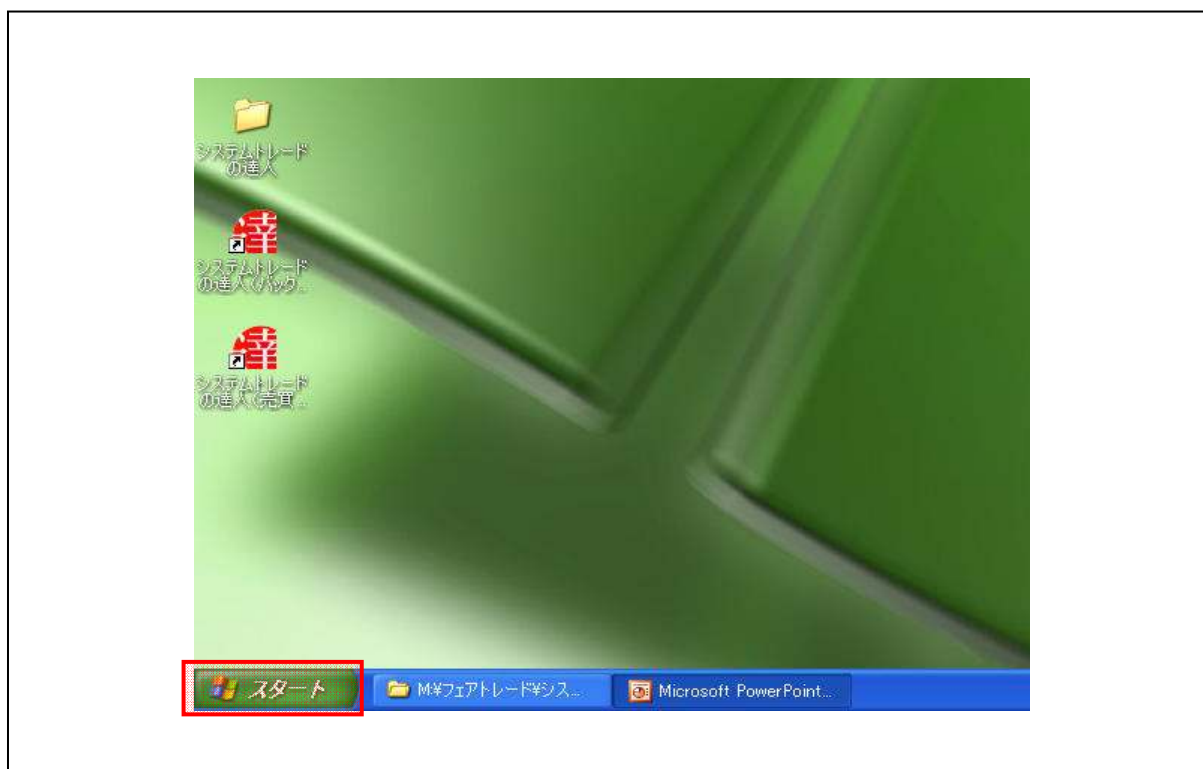 システムトレード
の達人
達
システムトレード
の達人(バック...
達
システムトレード
の達人(売買...
スタート
M:¥フェアトレード¥シス...
Microsoft PowerPoint...